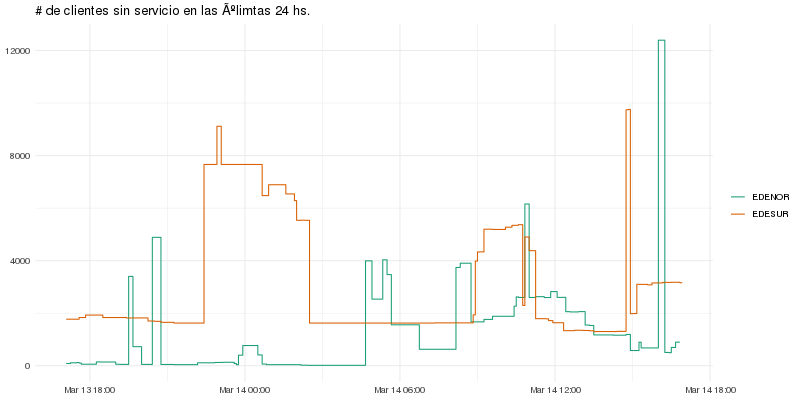 # de clientes sin servicio en las Ãºlimtas 24 hs.
12000
8000
4000
0
Mar 13 18:00
Mar 14 00:00
Mar 14 06:00
Mar 14 12:00
Mar 14 18:00
EDENOR
EDESUR